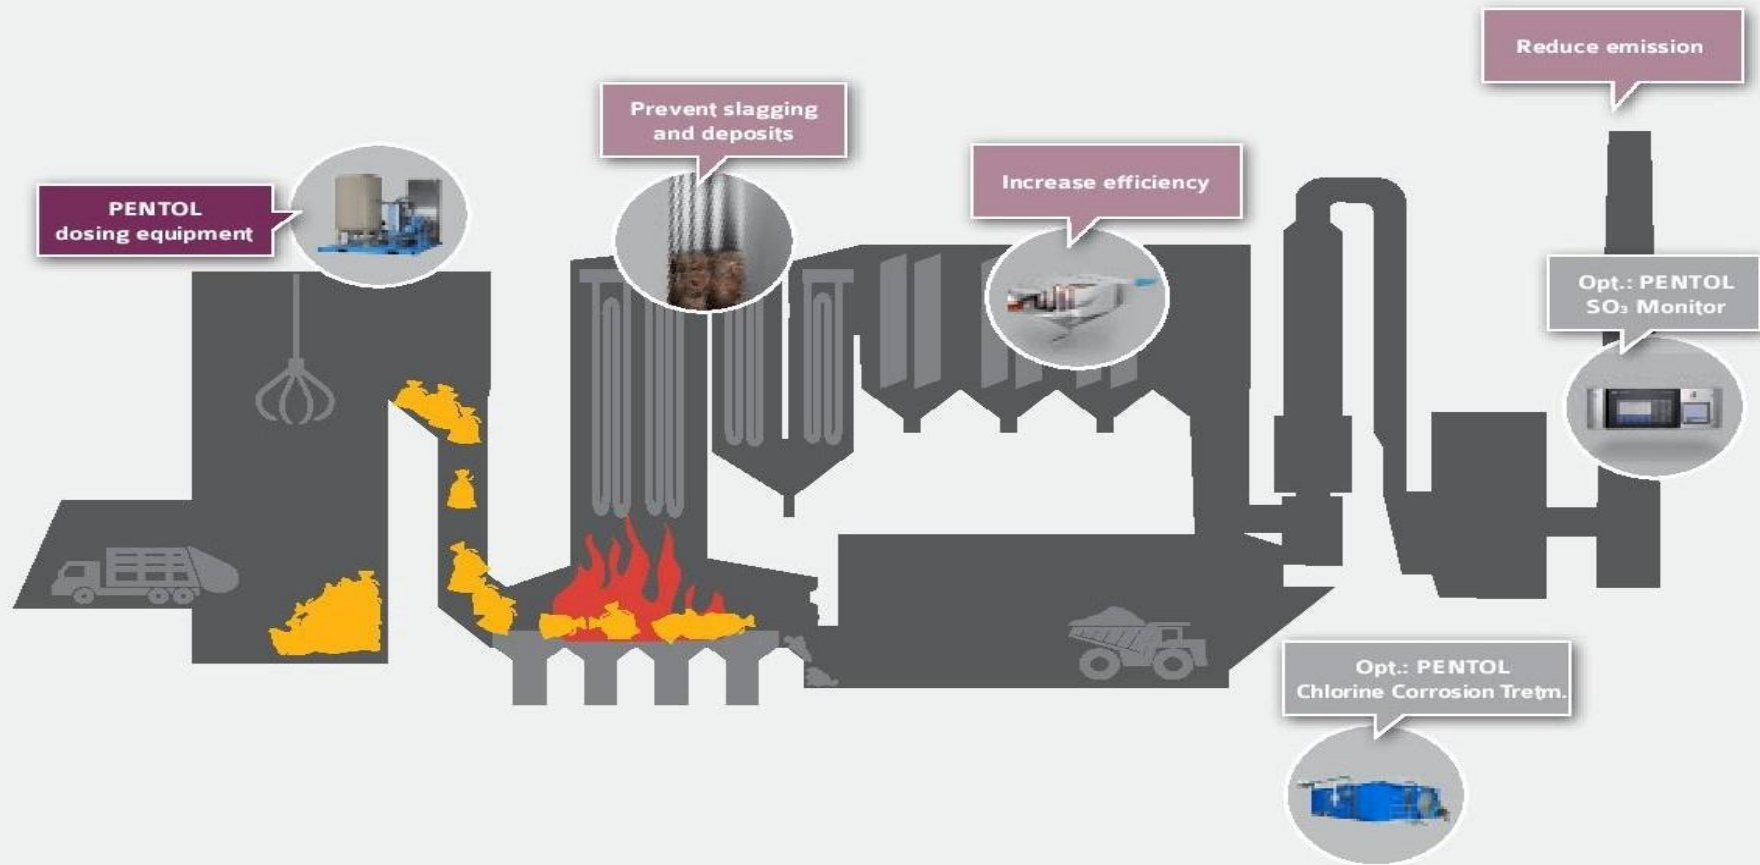 Reduce emission
Prevent slagging
and deposits
Increase efficiency
PENTOL
dosing equipment
Opt.: PENTOL
SO₃ Monitor
Opt.: PENTOL
Chlorine Corrosion Tretm.